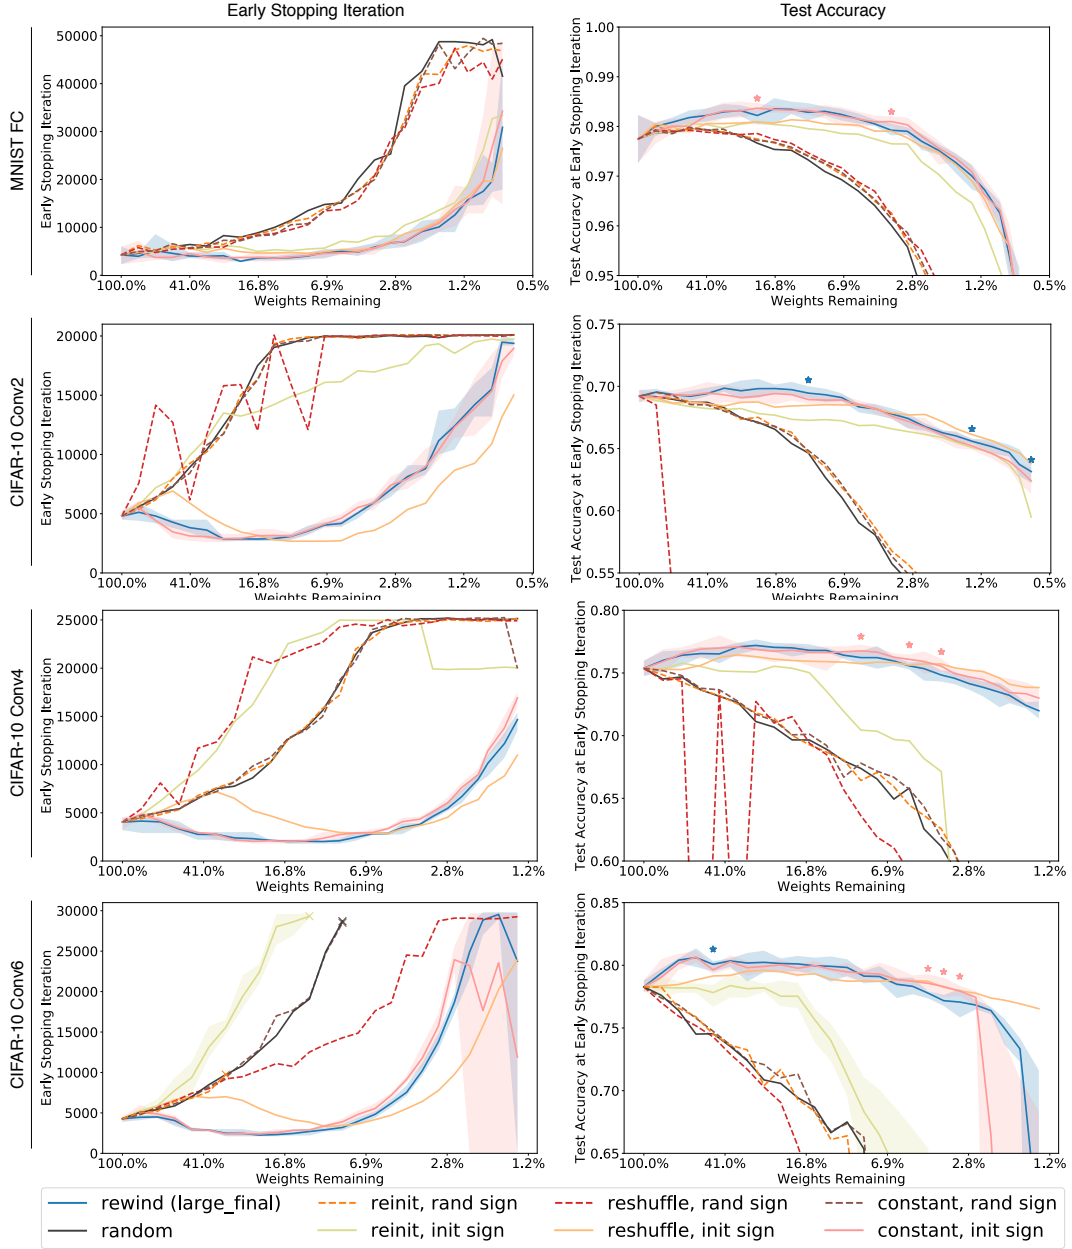 Early Stopping Iteration
Test Accuracy
MNIST FC
Early Stopping Iteration
50000
40000
30000
20000
10000
0
100.0% 41.0% 16.8% 6.9% 2.8% 1.2% 0.5%
Weights Remaining
Test Accuracy at Early Stopping Iteration
1.00
0.99
0.98
0.97
0.96
0.95
100.0% 41.0% 16.8% 6.9% 2.8% 1.2% 0.5%
Weights Remaining
CIFAR-10 Conv2
Early Stopping Iteration
20000
15000
10000
5000
0
100.0% 41.0% 16.8% 6.9% 2.8% 1.2% 0.5%
Weights Remaining
Test Accuracy at Early Stopping Iteration
0.75
0.70
0.65
0.60
0.55
100.0% 41.0% 16.8% 6.9% 2.8% 1.2% 0.5%
Weights Remaining
CIFAR-10 Conv4
Early Stopping Iteration
25000
20000
15000
10000
5000
0
100.0% 41.0% 16.8% 6.9% 2.8% 1.2%
Weights Remaining
Test Accuracy at Early Stopping Iteration
0.80
0.75
0.70
0.65
0.60
100.0% 41.0% 16.8% 6.9% 2.8% 1.2%
Weights Remaining
CIFAR-10 Conv6
Early Stopping Iteration
30000
25000
20000
15000
10000
5000
0
100.0% 41.0% 16.8% 6.9% 2.8% 1.2%
Weights Remaining
Test Accuracy at Early Stopping Iteration
0.85
0.80
0.75
0.70
0.65
100.0% 41.0% 16.8% 6.9% 2.8% 1.2%
Weights Remaining
rewind (large_final) reinit, rand sign reshuffle, rand sign constant, rand sign
random reinit, init sign reshuffle, init sign constant, init sign